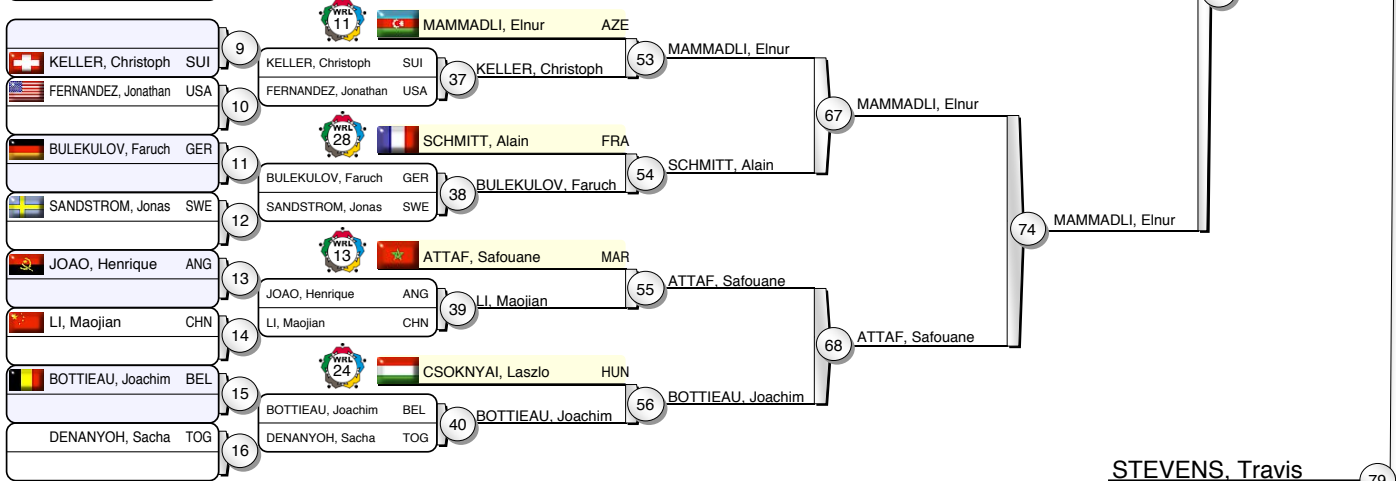 WRL
11
MAMMADLI, Elnur AZE
9
KELLER, Christoph SUI
KELLER, Christoph SUI
37
KELLER, Christoph
53
MAMMADLI, Elnur
FERNANDEZ, Jonathan USA
10
FERNANDEZ, Jonathan USA
67
MAMMADLI, Elnur
WRL
28
SCHMITT, Alain FRA
BULEKULOV, Faruch GER
11
BULEKULOV, Faruch GER
38
BULEKULOV, Faruch
54
SCHMITT, Alain
SANDSTROM, Jonas SWE
12
SANDSTROM, Jonas SWE
74
MAMMADLI, Elnur
WRL
13
ATTAF, Safouane MAR
JOAO, Henrique ANG
13
JOAO, Henrique ANG
39
LI, Maojian
55
ATTAF, Safouane
LI, Maojian CHN
14
LI, Maojian CHN
68
ATTAF, Safouane
WRL
24
CSOKNYAI, Laszlo HUN
BOTTIEAU, Joachim BEL
15
BOTTIEAU, Joachim BEL
40
BOTTIEAU, Joachim
56
BOTTIEAU, Joachim
DENANYOH, Sacha TOG
16
DENANYOH, Sacha TOG
STEVENS, Travis
79